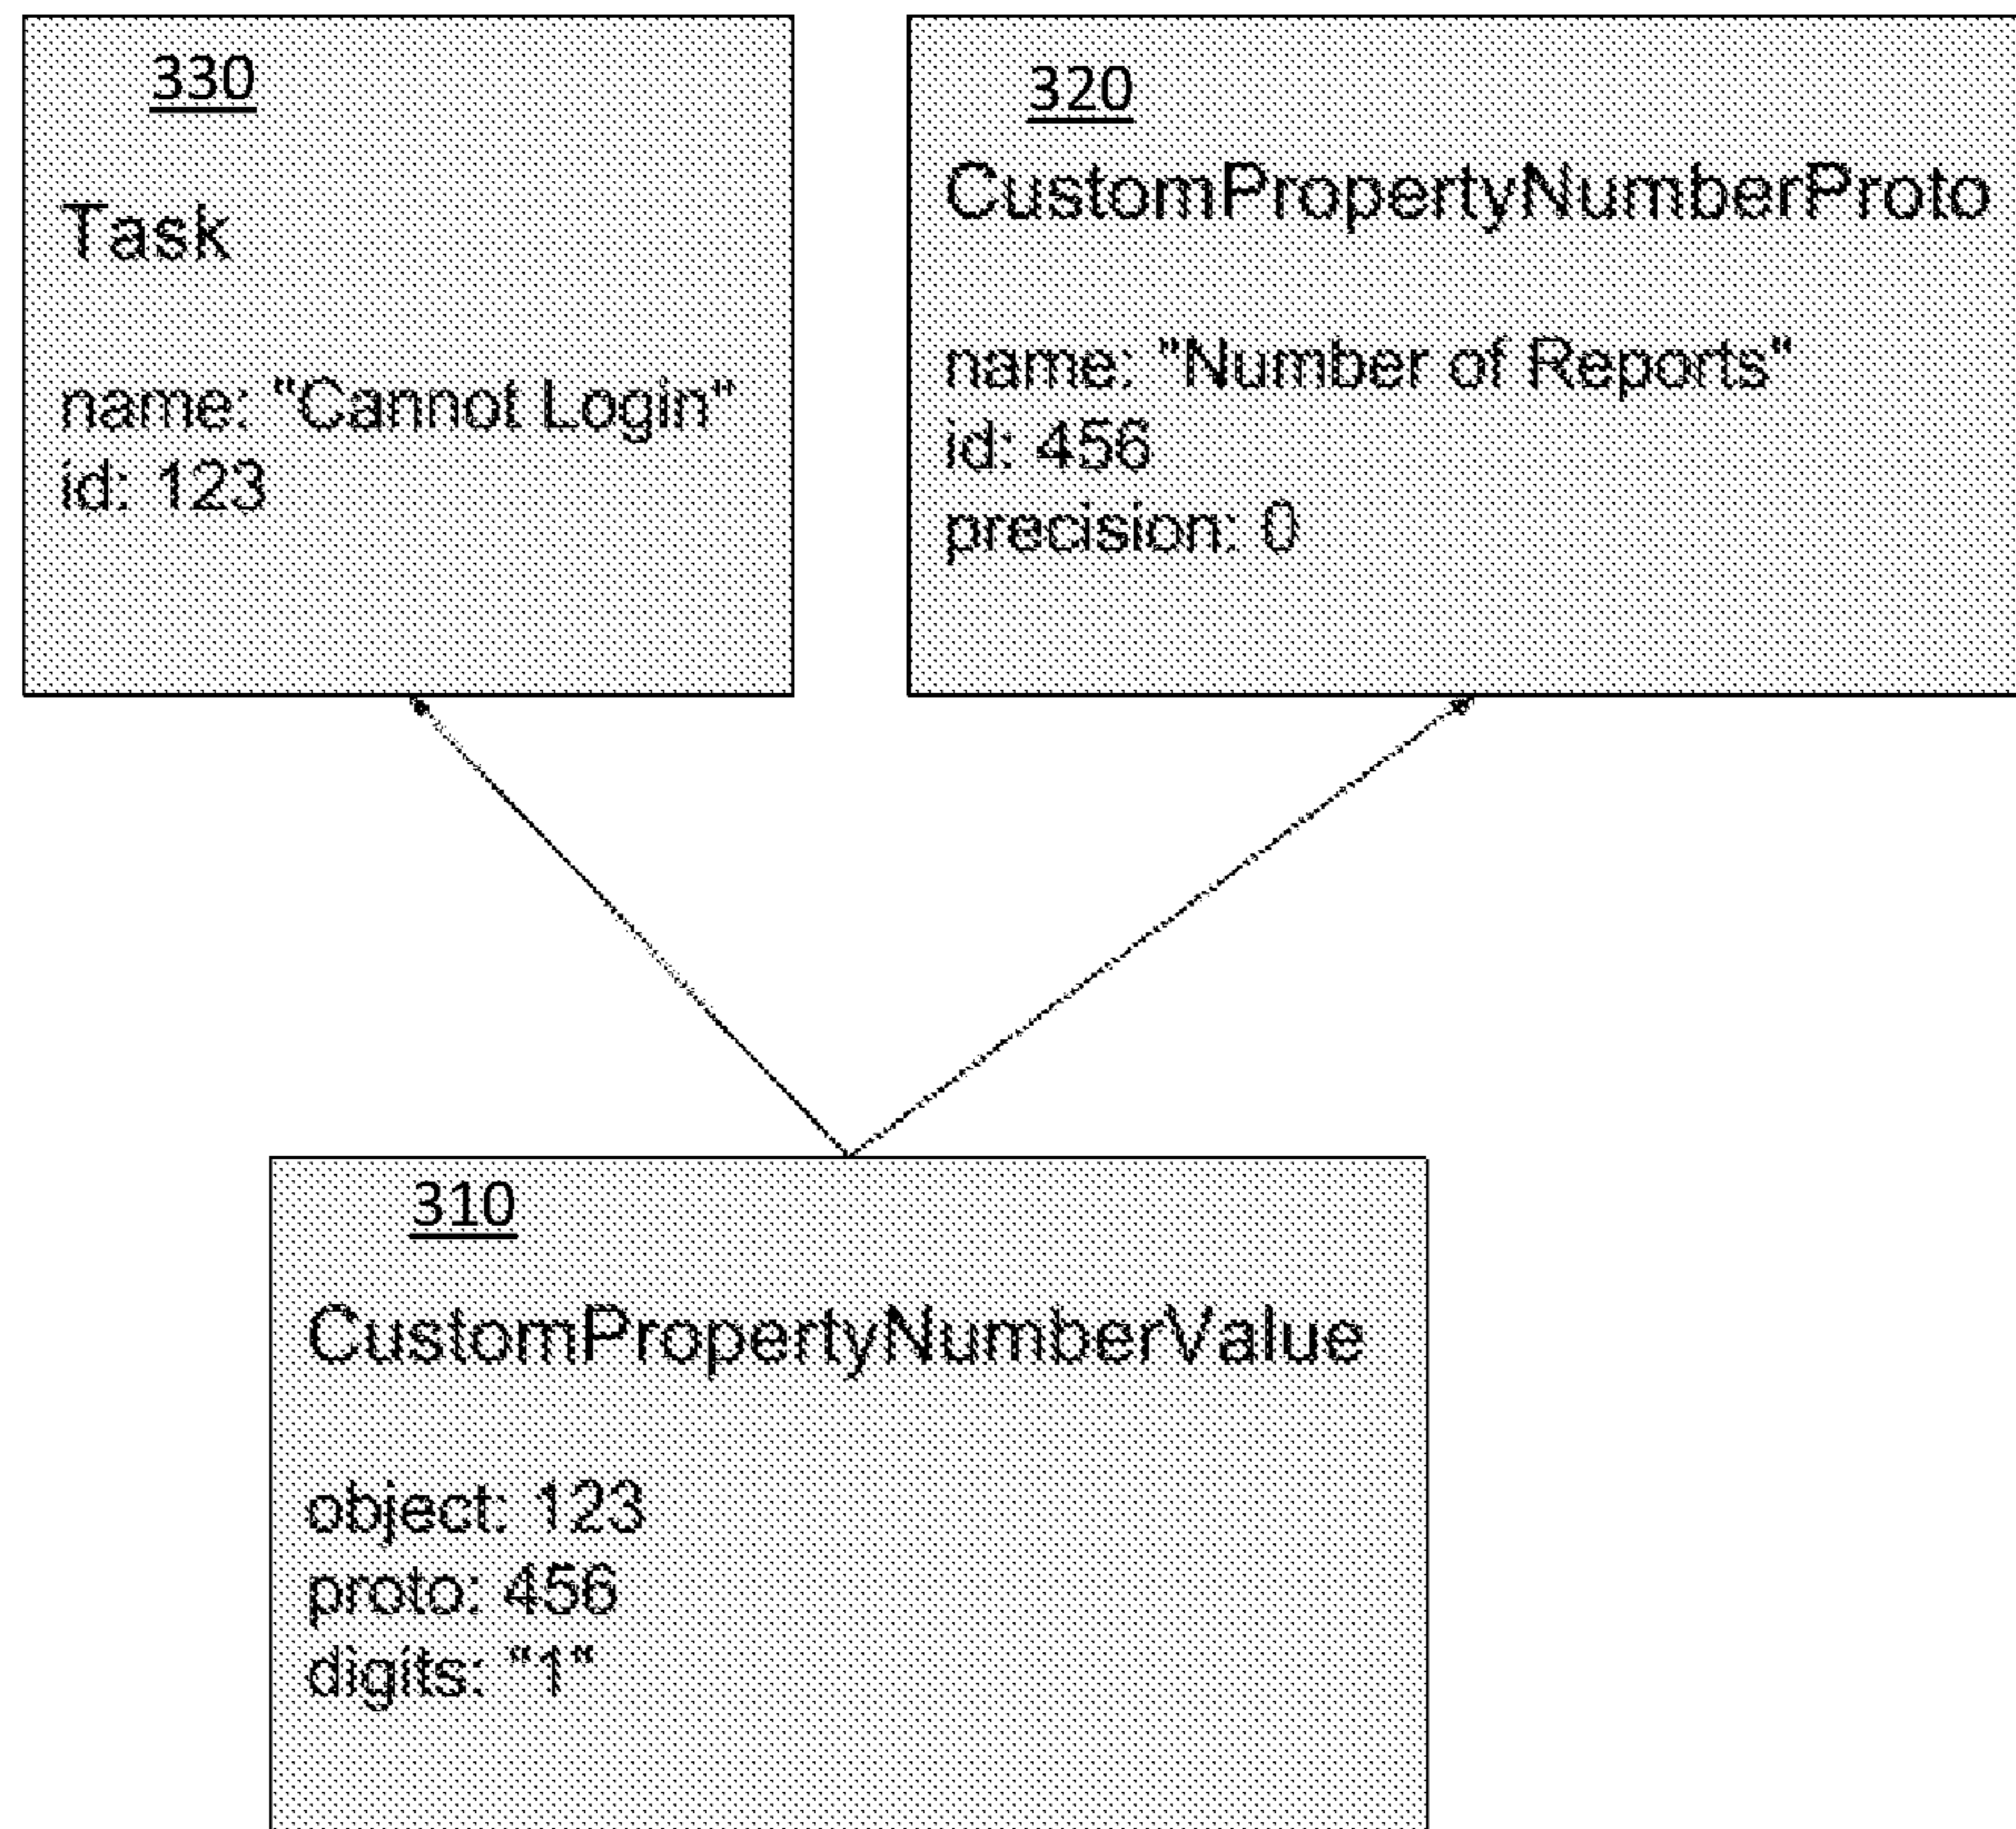 330
Task
name: "Cannot Login"
id: 123
320
CustomPropertyNumberProto
name: "Number of Reports"
id: 456
precision: 0
310
CustomPropertyNumberValue
object: 123
proto: 456
digits: "1"